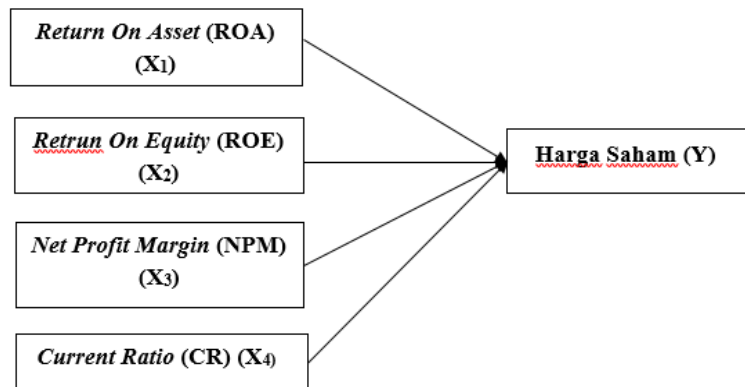 Return On Asset (ROA)
(X1)
Retrun On Equity (ROE)
(X2)
Harga Saham (Y)
Net Profit Margin (NPM)
(X3)
Current Ratio (CR) (X4)